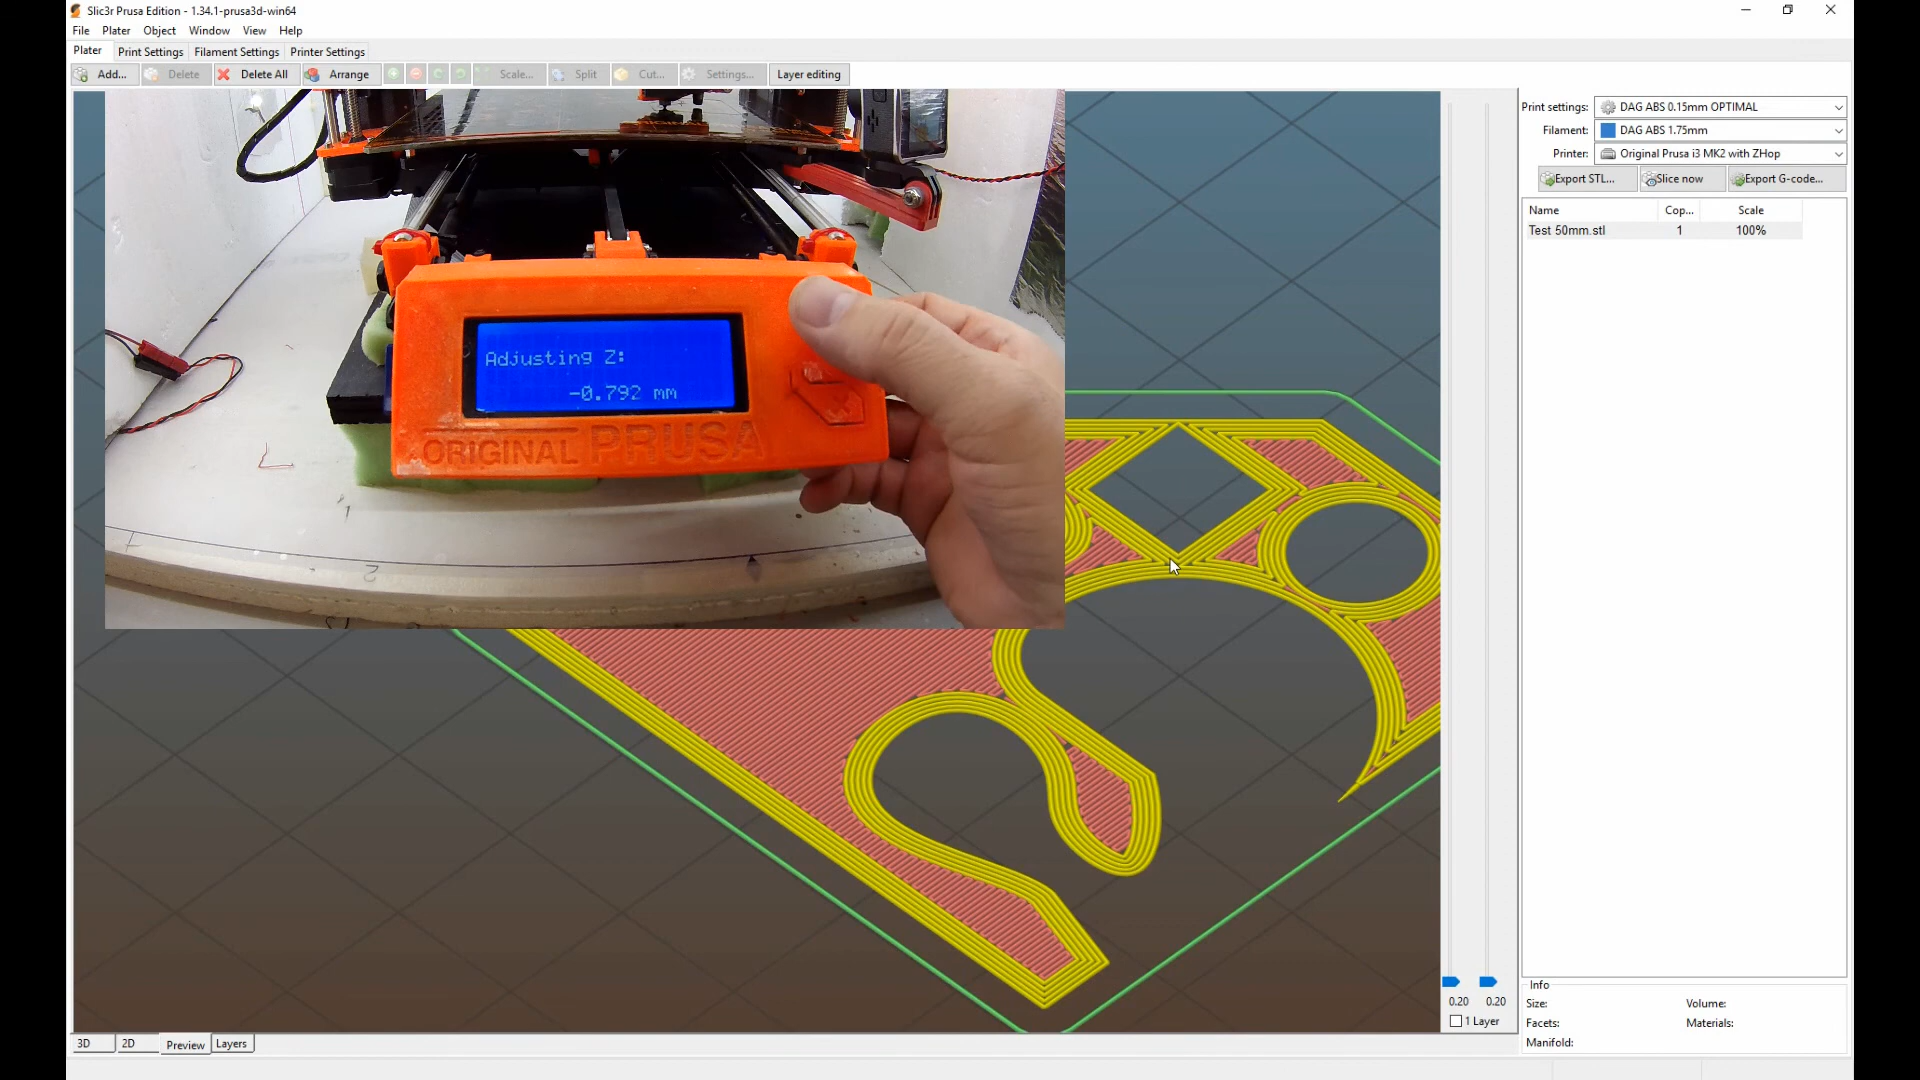 Slic3r Prusa Edition - 1.34.1-prusa3d-win64
File Plater Object Window View Help
Plater Print Settings Filament Settings Printer Settings
Add... Delete Delete All Arrange Scale... Split Cut... Settings... Layer editing
Print settings: DAG ABS 0.15mm OPTIMAL
Filament: DAG ABS 1.75mm
Printer: Original Prusa i3 MK2 with ZHop
Export STL... Slice now Export G-code...
Name Cop... Scale
Test 50mm.stl 1 100%
Adjusting Z:
-0.792 mm
ORIGINAL PRUSA
1
2
0.20 0.20
1 Layer
Info
Size: Volume:
Facets: Materials:
Manifold:
3D 2D Preview Layers